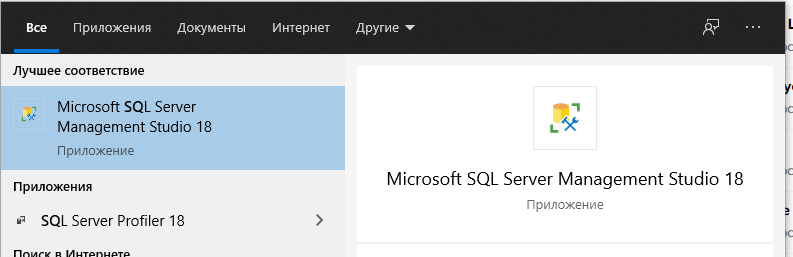 Все Приложения Документы Интернет Другие
Лучшее соответствие
Microsoft SQL Server
Management Studio 18
Приложение
Приложения
SQL Server Profiler 18
Поиск в Интернете
Microsoft SQL Server Management Studio 18
Приложение